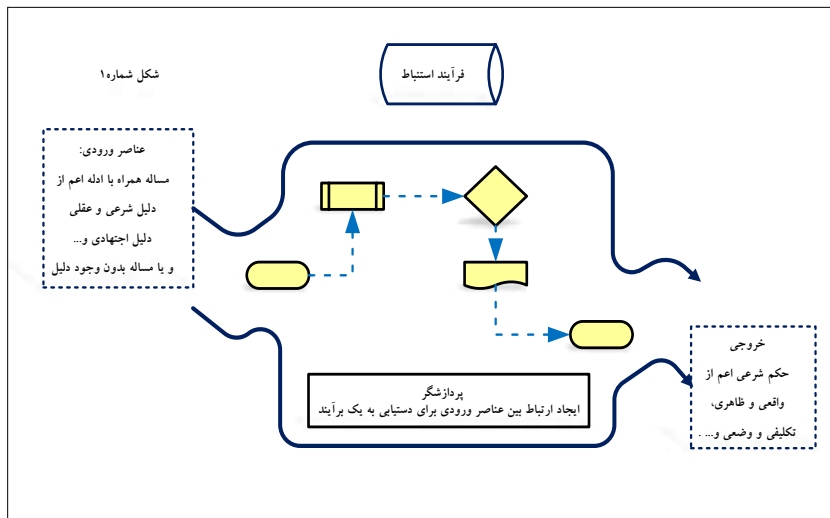 شکل شماره۱
فرآیند استنباط
عناصر ورودی:
مساله همراه با ادله اعم از
دلیل شرعی و عقلی
دلیل اجتهادی و...
و یا مساله بدون وجود دلیل
پردازشگر
ایجاد ارتباط بین عناصر ورودی برای دستیابی به یک برآیند
خروجی
حکم شرعی اعم از
واقعی و ظاهری،
تکلیفی و وضعی و... .